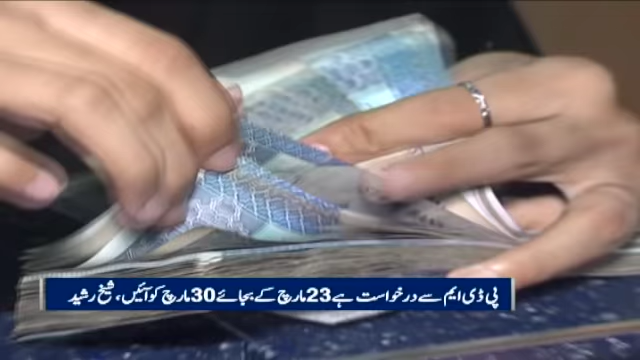 پی ڈی ایم سے درخواست ہے 23 مارچ کے بجائے 30 مارچ کو آئیں، شیخ رشید